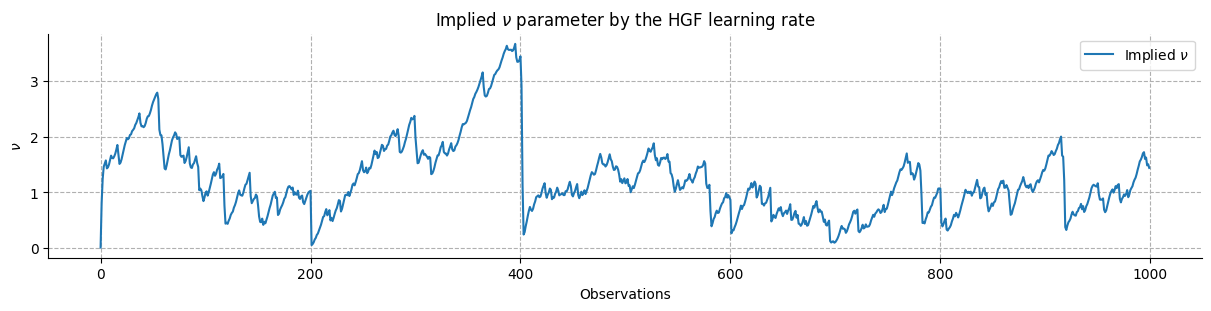 Implied ν parameter by the HGF learning rate
Implied ν
3
2
1
0
ν
0 200 400 600 800 1000
Observations